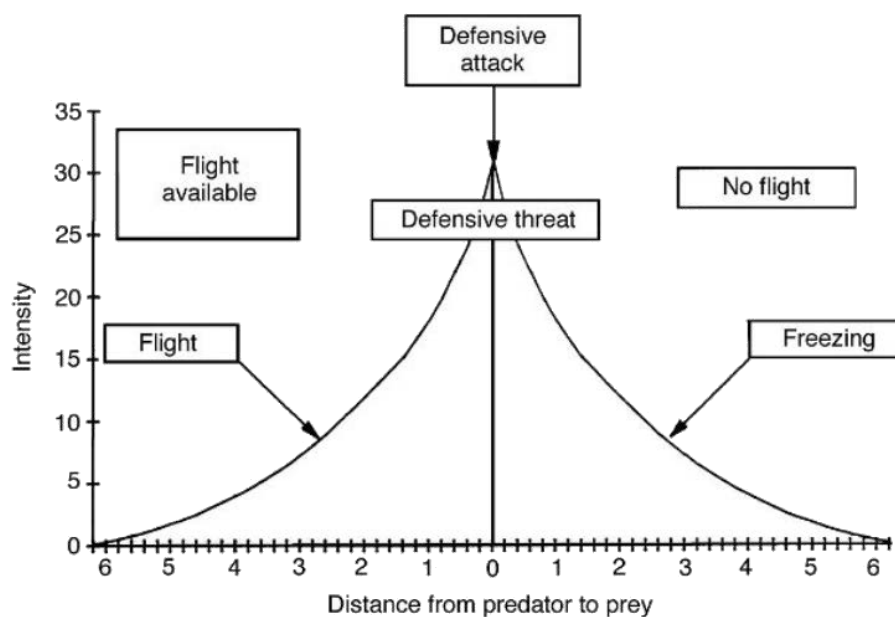 Defensive
attack
35
Flight
available
30
No flight
Defensive threat
25
20
Flight
Freezing
15
10
5
0
Intensity
6 5 4 3 2 1 0 1 2 3 4 5 6
Distance from predator to prey